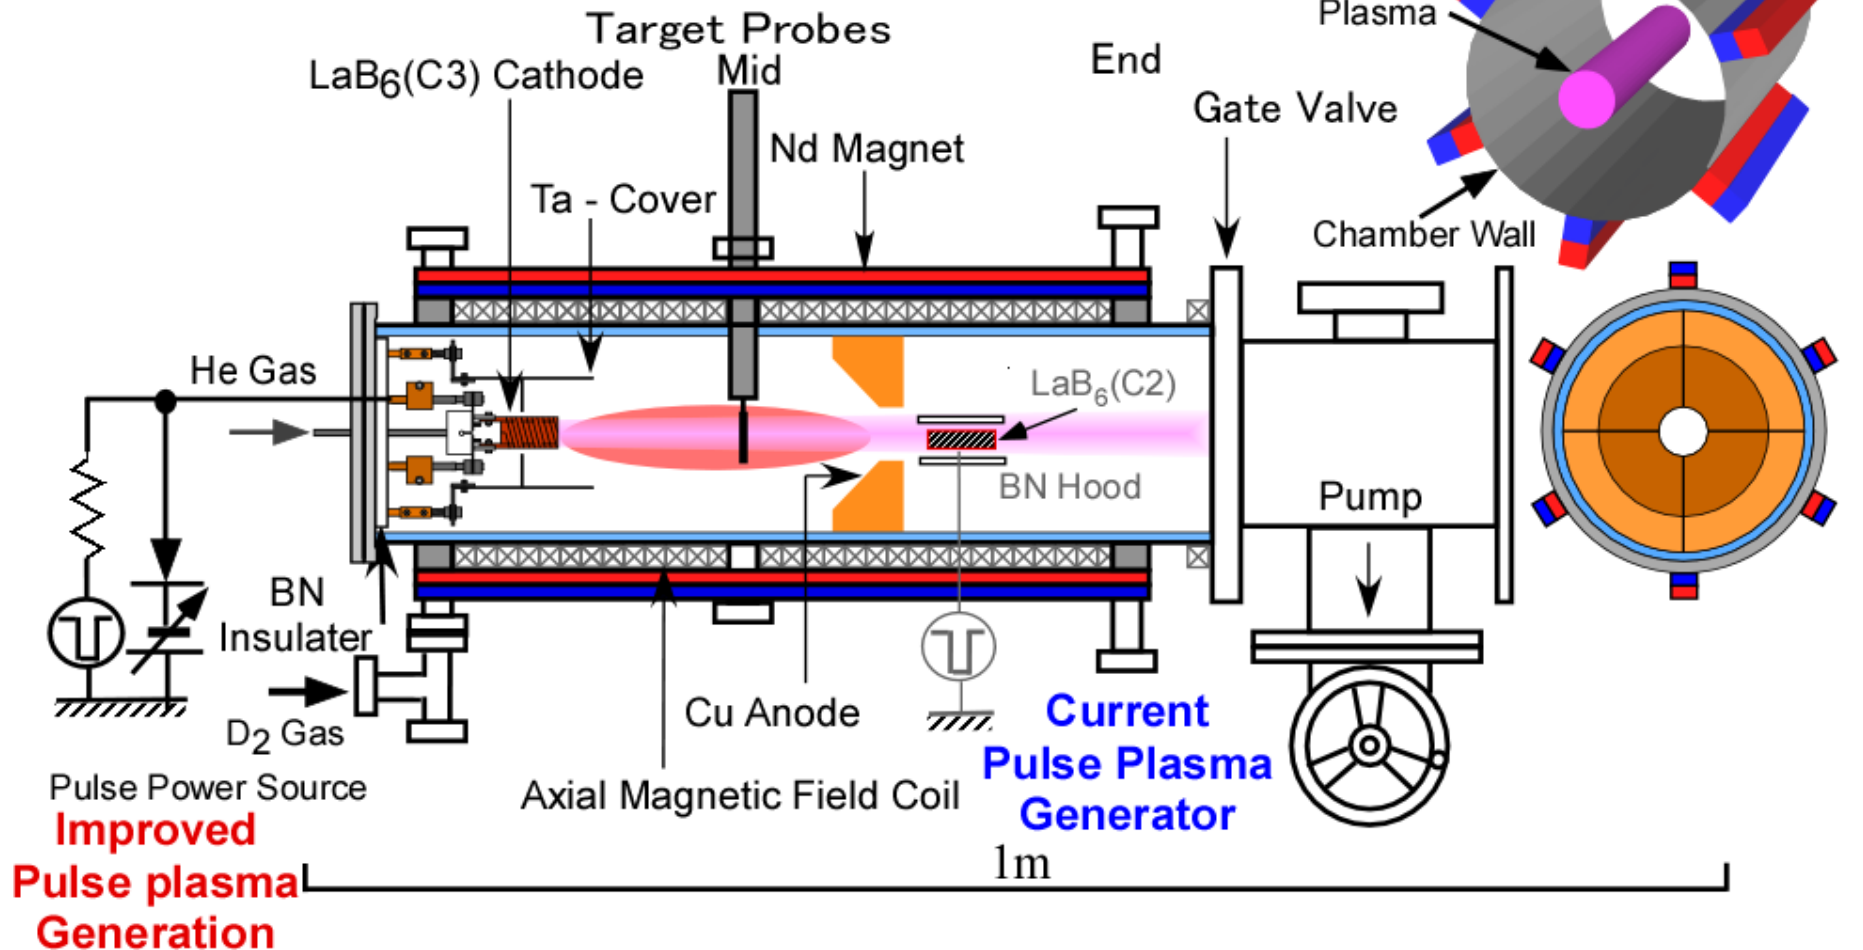 Plasma
Target Probes
LaB6(C3) Cathode
Mid
End
Gate Valve
Nd Magnet
Ta - Cover
Chamber Wall
He Gas
LaB6(C2)
BN Hood
Pump
BN
Insulater
D2 Gas
Cu Anode
Axial Magnetic Field Coil
Current
Pulse Plasma
Generator
Pulse Power Source
Improved
Pulse plasma
Generation
1m